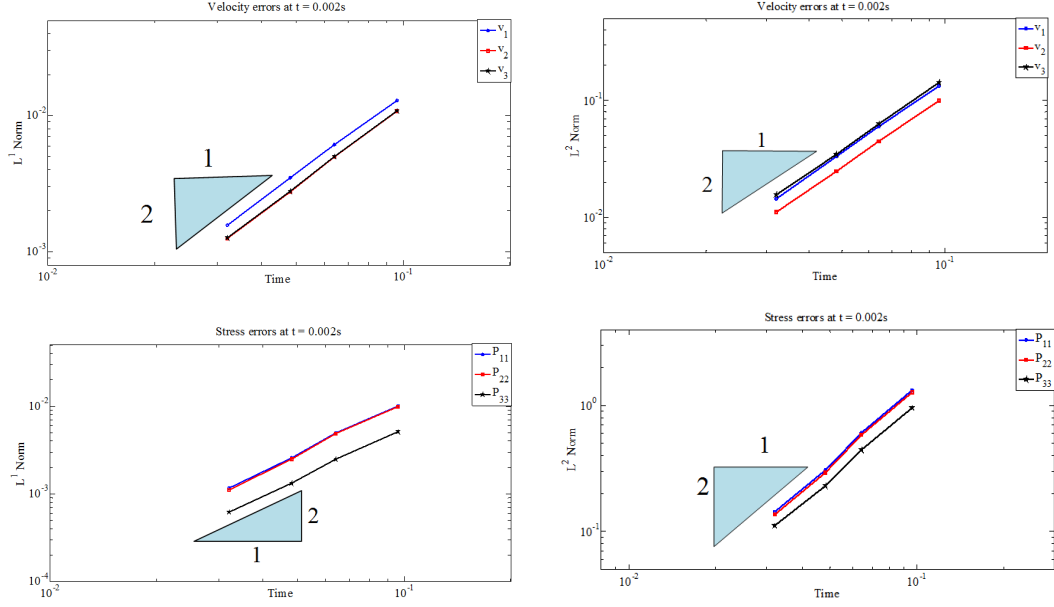 Velocity errors at t = 0.002s
L1 Norm
10-2
10-3
1
2
v1
v2
v3
10-2
10-1
Time
Velocity errors at t = 0.002s
L2 Norm
10-1
10-2
1
2
v1
v2
v3
10-2
10-1
Time
Stress errors at t = 0.002s
L1 Norm
10-2
10-3
10-4
2
1
P11
P22
P33
10-2
10-1
Time
Stress errors at t = 0.002s
L2 Norm
100
10-1
1
2
P11
P22
P33
10-2
10-1
Time